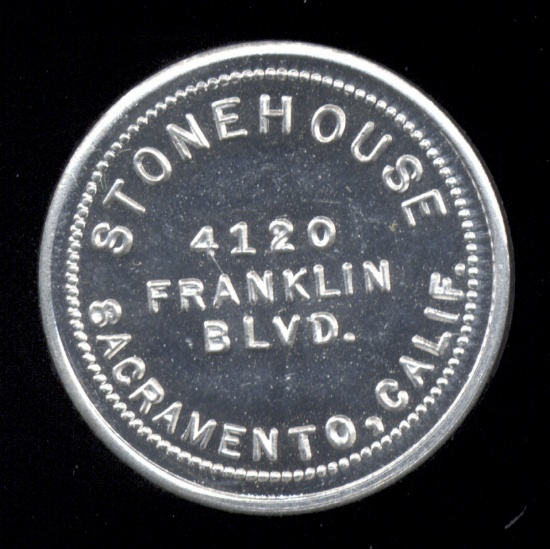 STONEHOUSE
4120
FRANKLIN
BLVD.
SACRAMENTO, CALIF.